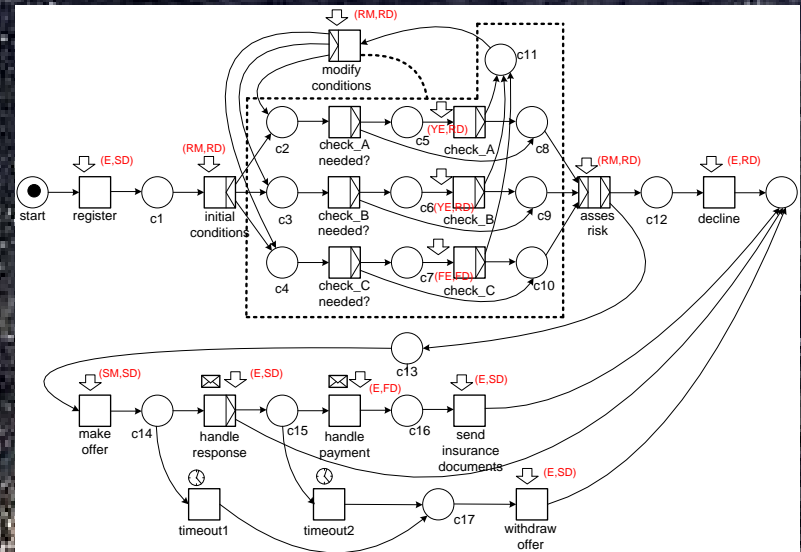 (RM,RD)
modify
conditions
c11
c2
check_A
needed?
c5
(YE,RD)
check_A
c8
(E,SD)
(RM,RD)
(RM,RD)
(E,RD)
start
register
c1
initial
conditions
c3
check_B
needed?
c6
(YE,RD)
check_B
c9
asses
risk
c12
decline
c4
check_C
needed?
c7
(FE,FD)
check_C
c10
c13
(SM,SD)
(E,SD)
(E,FD)
(E,SD)
make
offer
c14
handle
response
c15
handle
payment
c16
send
insurance
documents
timeout1
timeout2
c17
(E,SD)
withdraw
offer